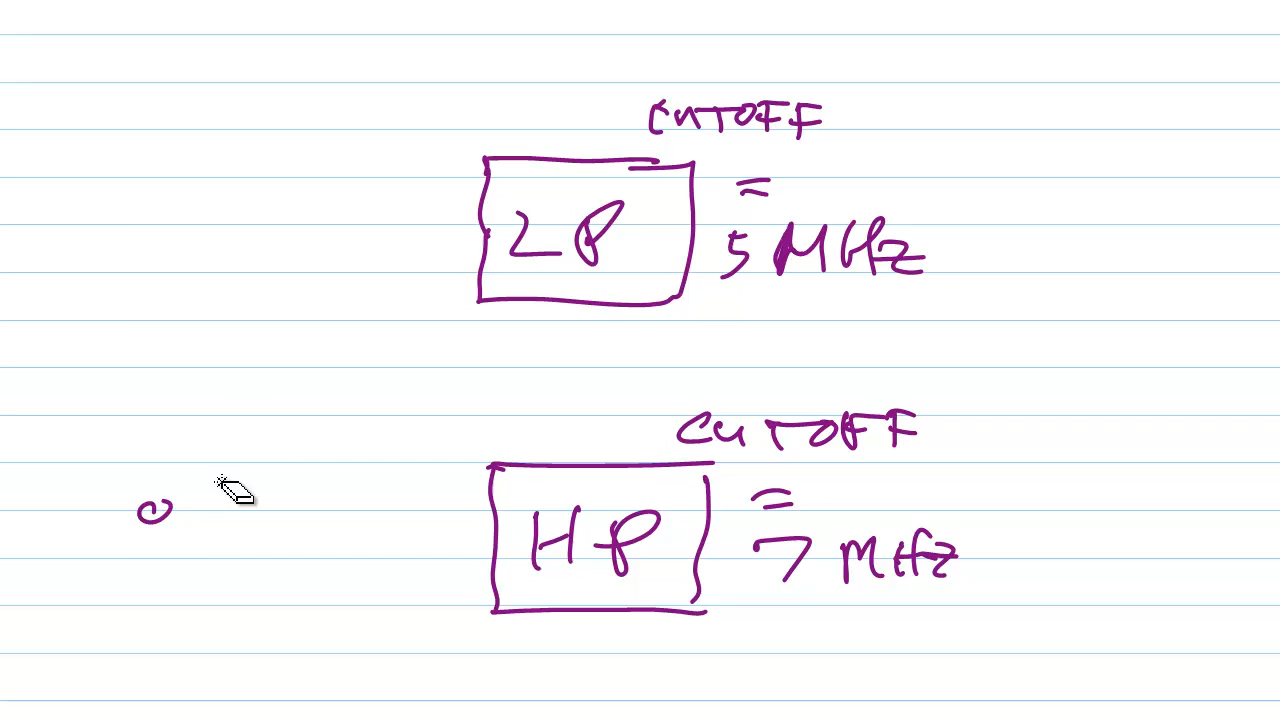 CUTOFF
=
LP
5 MHz
CUTOFF
=
HP
7 MHz